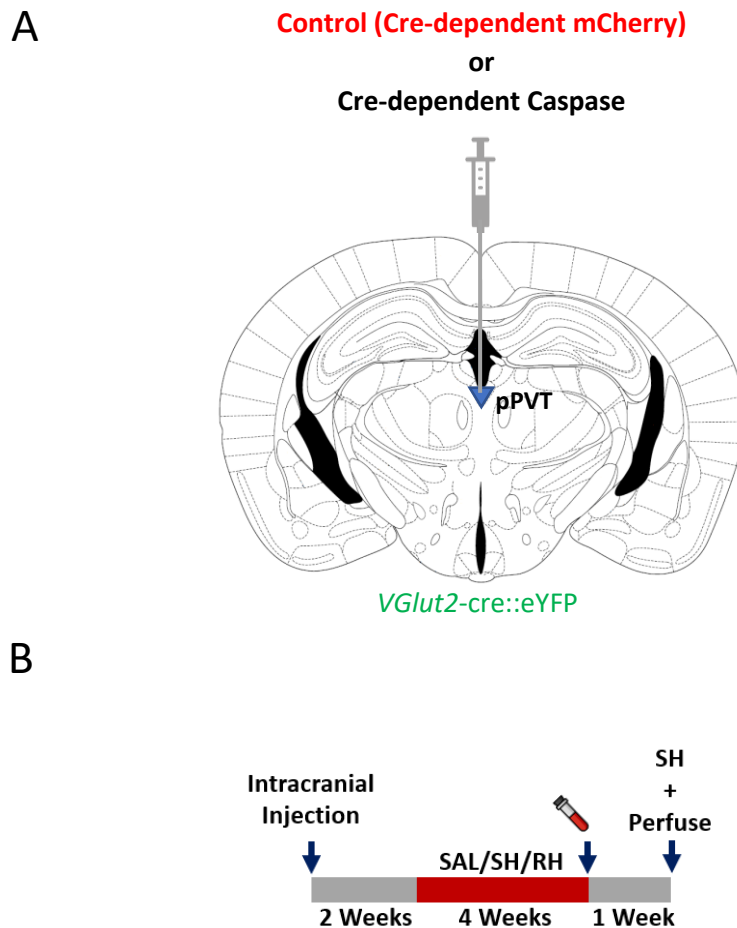 A
Control (Cre-dependent mCherry)
or
Cre-dependent Caspase
pPVT
VGlut2-cre::eYFP
B
Intracranial
Injection
SH
+
Perfuse
SAL/SH/RH
2 Weeks
4 Weeks
1 Week